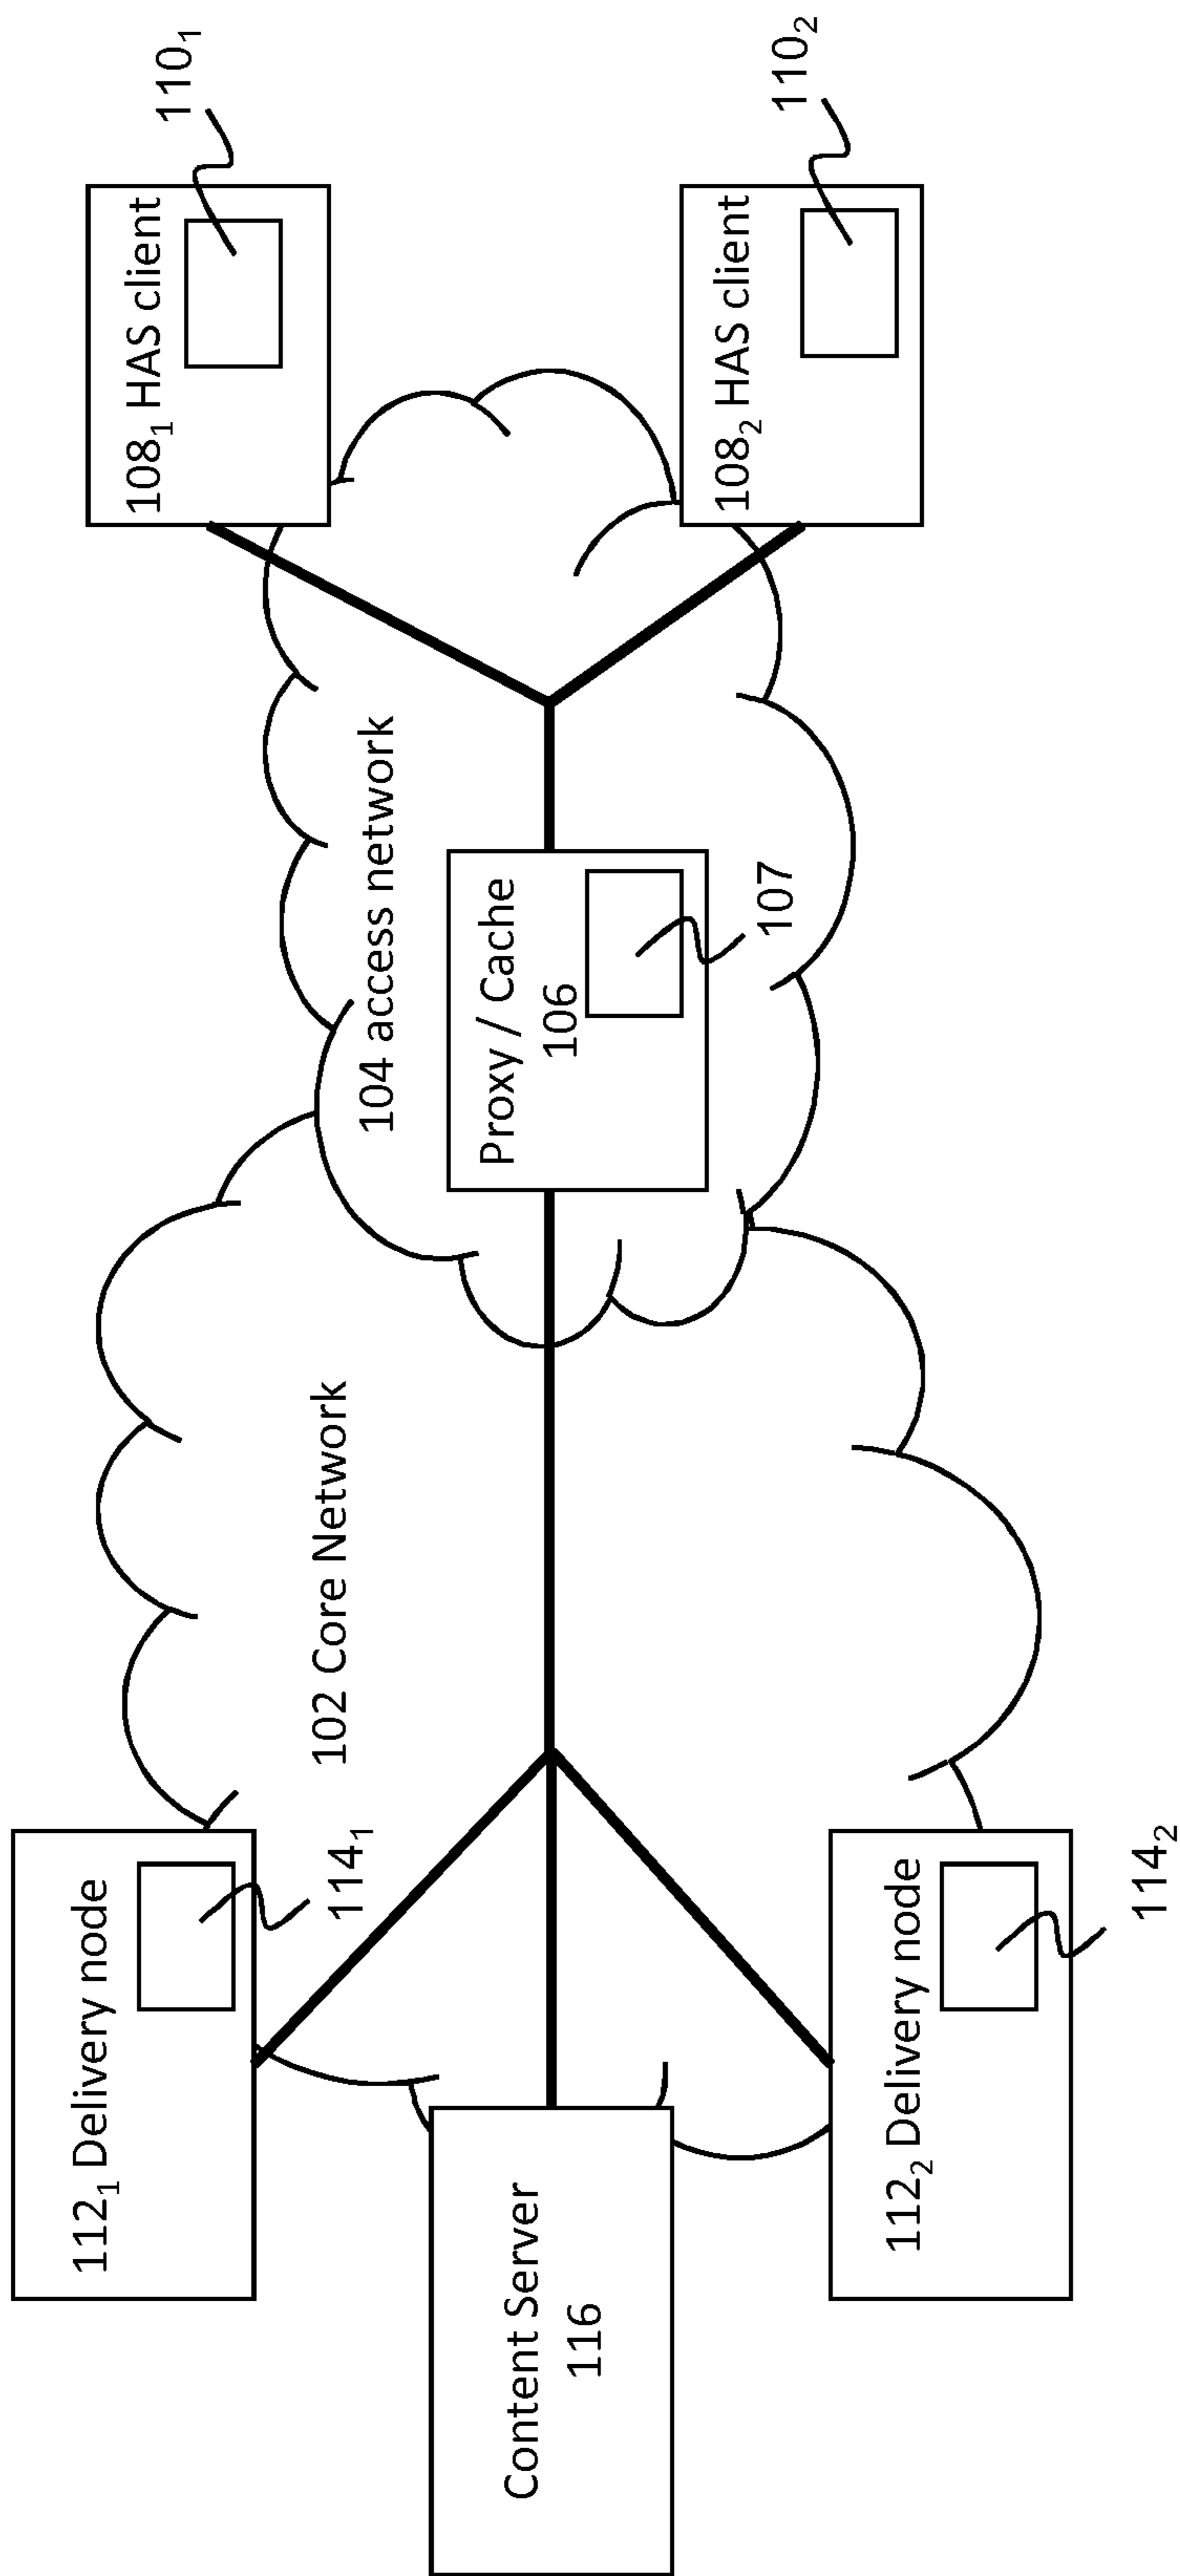 112₁ Delivery node
114₁
102 Core Network
104 access network
108₁ HAS client
110₁
Content Server
116
Proxy / Cache
106
107
112₂ Delivery node
114₂
108₂ HAS client
110₂